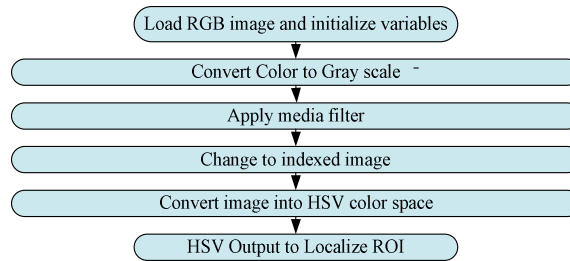 Load RGB image and initialize variables
Convert Color to Gray scale -
Apply media filter
Change to indexed image
Convert image into HSV color space
HSV Output to Localize ROI